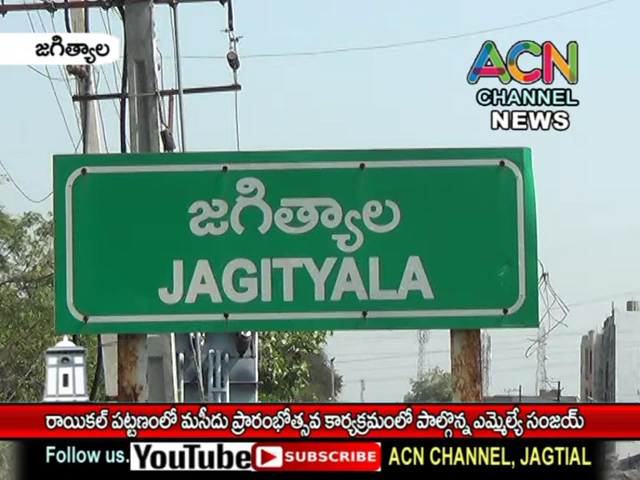 జగిత్యాల
ACN
CHANNEL
NEWS
జగిత్యాల
JAGITYALA
రాయికల్ పట్టణంలో మసీదు ప్రారంభోత్సవ కార్యక్రమంలో పాల్గొన్న ఎమ్మెల్యే సంజయ్
Follow us. YouTube SUBSCRIBE ACN CHANNEL, JAGTIAL